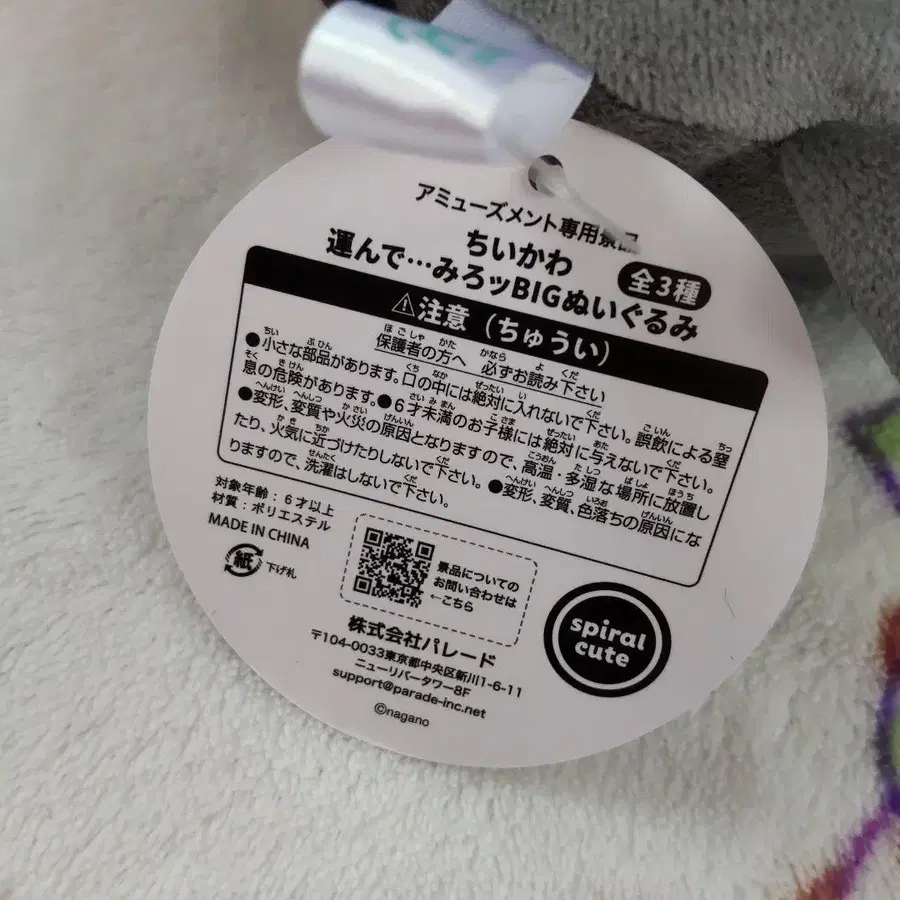 アミューズメント専用景品
ちいかわ
運んで…みろッBIGぬいぐるみ
全3種
⚠注意（ちゅうい）
保護者の方へ 必ずお読み下さい
●小さな部品があります。口の中には絶対に入れないで下さい。誤飲による窒
息の危険があります。●6才未満のお子様には絶対に与えないで下さい。
●変形、変質や火災の原因となりますので、高温・多湿な場所に放置し
たり、火気に近づけたりしないで下さい。●変形、変質、色落ちの原因にな
りますので、洗濯はしないで下さい。
対象年齢：6才以上
材質：ポリエステル
MADE IN CHINA
紙 下げ札
景品についての
お問い合わせは
←こちら
spiral
cute
株式会社パレード
〒104-0033東京都中央区新川1-6-11
ニューリバータワー8F
support@parade-inc.net
©nagano